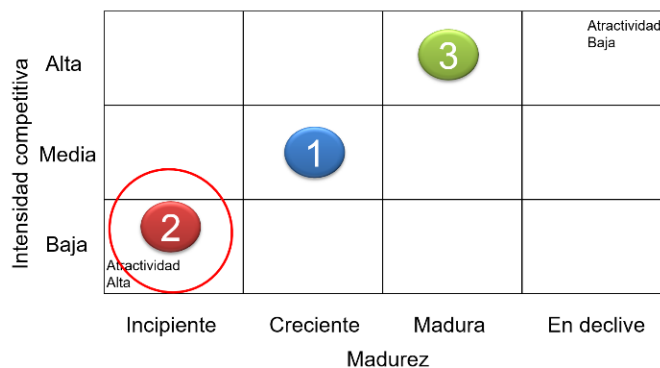 Intensidad competitiva
Alta
Media
Baja
3
Atractividad
Baja
1
2
Atractividad
Alta
Incipiente
Creciente
Madura
En declive
Madurez